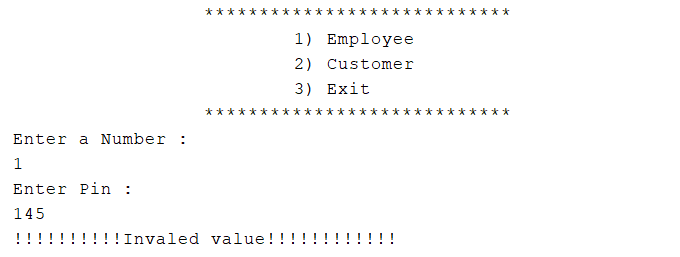 ****************************
1) Employee
2) Customer
3) Exit
****************************
Enter a Number :
1
Enter Pin :
145
!!!!!!!!!!Invaled value!!!!!!!!!!!!